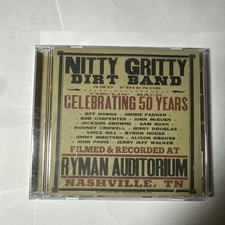 NITTY GRITTY
DIRT BAND
AND FRIENDS
CIRCLIN' BACK
CELEBRATING 50 YEARS
JEFF HANNA · JIMMIE FADDEN
BOB CARPENTER · JOHN McEUEN
JACKSON BROWNE · SAM BUSH
RODNEY CROWELL · JERRY DOUGLAS
VINCE GILL · BYRON HOUSE
JIMMY IBBOTSON · ALISON KRAUSS
JOHN PRINE · JERRY JEFF WALKER
FILMED & RECORDED AT
RYMAN AUDITORIUM
NASHVILLE, TN